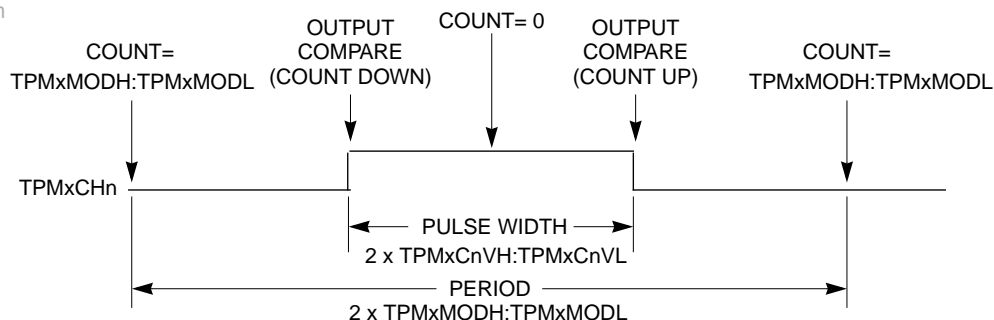 n
COUNT=
TPMxMODH:TPMxMODL
OUTPUT
COMPARE
(COUNT DOWN)
COUNT= 0
OUTPUT
COMPARE
(COUNT UP)
COUNT=
TPMxMODH:TPMxMODL
TPMxCHn
PULSE WIDTH
2 x TPMxCnVH:TPMxCnVL
PERIOD
2 x TPMxMODH:TPMxMODL